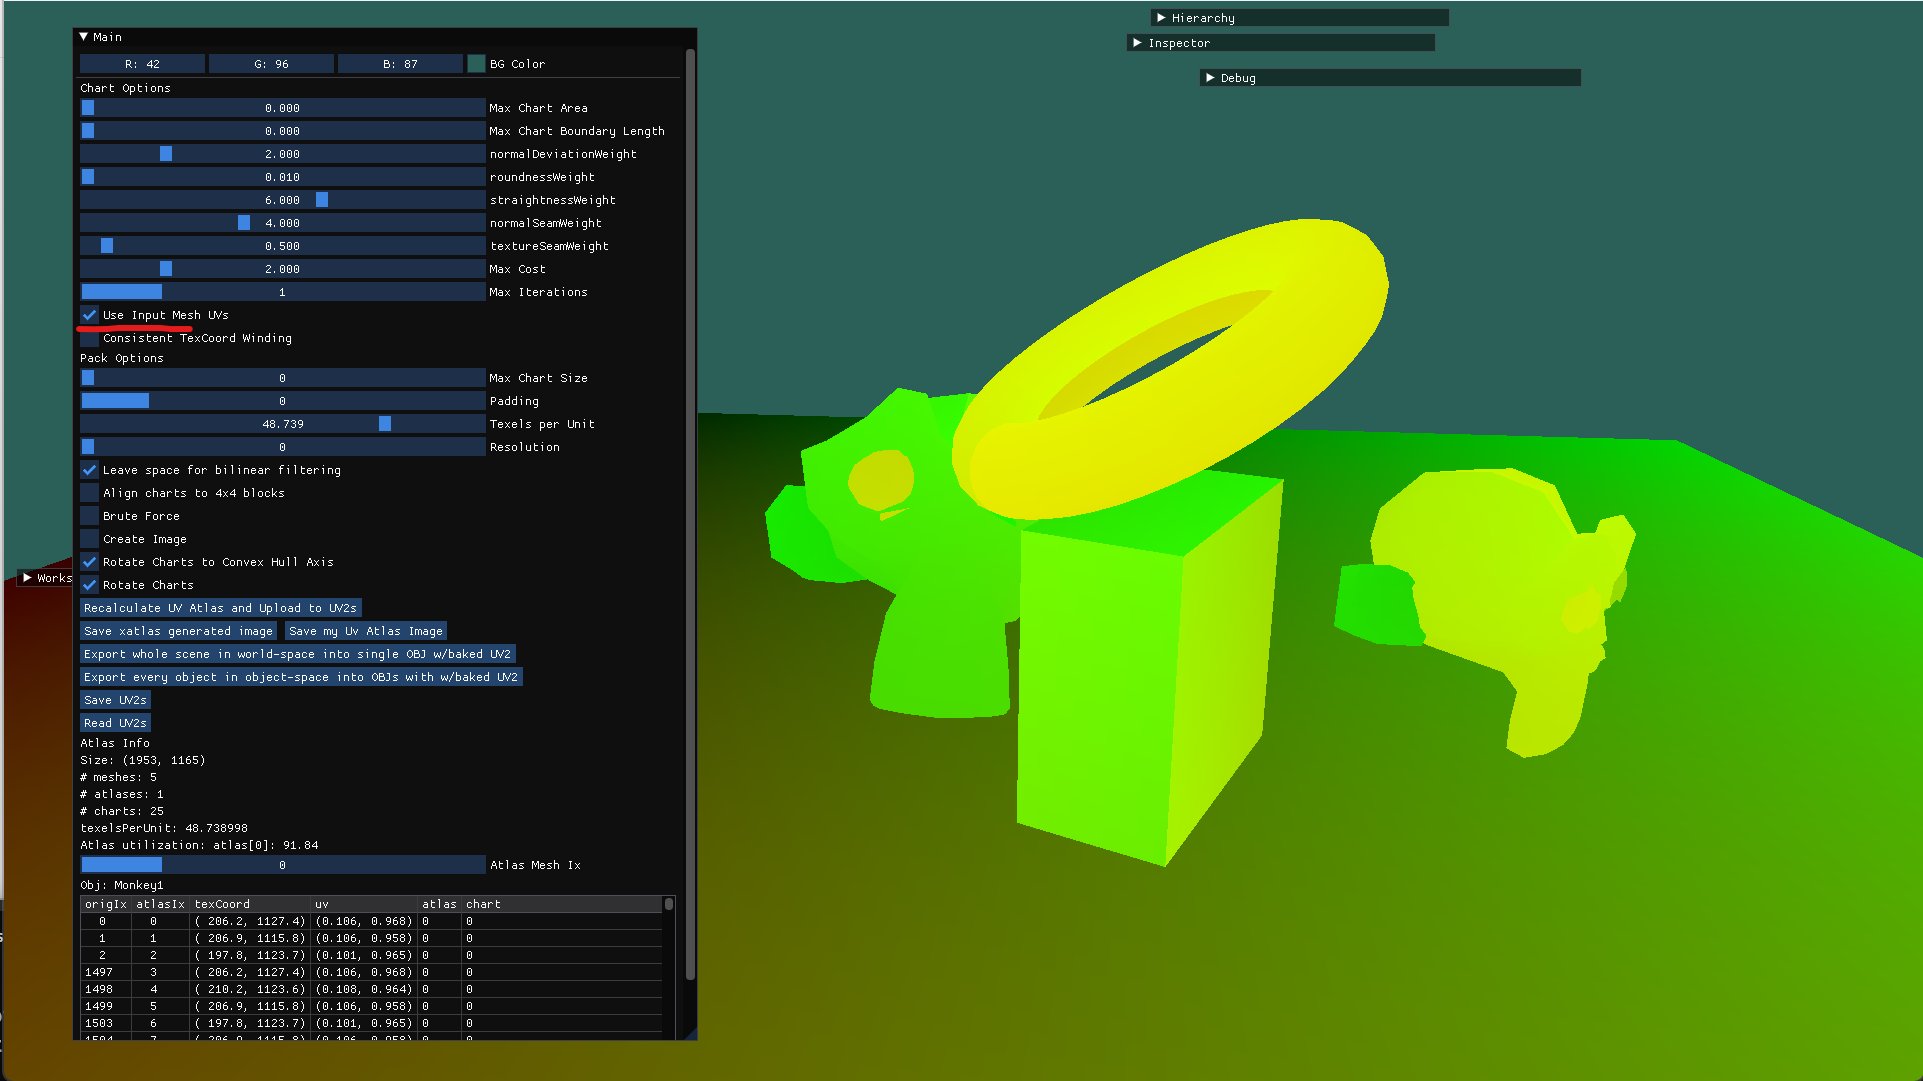 Main
R: 42 G: 96 B: 87 BG Color
Chart Options
0.000 Max Chart Area
0.000 Max Chart Boundary Length
2.000 normalDeviationWeight
0.010 roundnessWeight
6.000 straightnessWeight
4.000 normalSeamWeight
0.500 textureSeamWeight
2.000 Max Cost
1 Max Iterations
Use Input Mesh UVs
Consistent TexCoord Winding
Pack Options
0 Max Chart Size
0 Padding
48.739 Texels per Unit
0 Resolution
Leave space for bilinear filtering
Align charts to 4x4 blocks
Brute Force
Create Image
Rotate Charts to Convex Hull Axis
Rotate Charts
Recalculate UV Atlas and Upload to UV2s
Save xatlas generated image Save my Uv Atlas Image
Export whole scene in world-space into single OBJ w/baked UV2
Export every object in object-space into OBJs with w/baked UV2
Save UV2s
Read UV2s
Atlas Info
Size: (1953, 1165)
# meshes: 5
# atlases: 1
# charts: 25
texelsPerUnit: 48.738998
Atlas utilization: atlas[0]: 91.84
0 Atlas Mesh Ix
Obj: Monkey1
origIx atlasIx texCoord uv atlas chart
0 0 ( 206.2, 1127.4) (0.106, 0.968) 0 0
1 1 ( 206.9, 1115.8) (0.106, 0.958) 0 0
2 2 ( 197.8, 1123.7) (0.101, 0.965) 0 0
1497 3 ( 206.2, 1127.4) (0.106, 0.968) 0 0
1498 4 ( 210.2, 1123.6) (0.108, 0.964) 0 0
1499 5 ( 206.9, 1115.8) (0.106, 0.958) 0 0
1503 6 ( 197.8, 1123.7) (0.101, 0.965) 0 0
Works
Hierarchy
Inspector
Debug